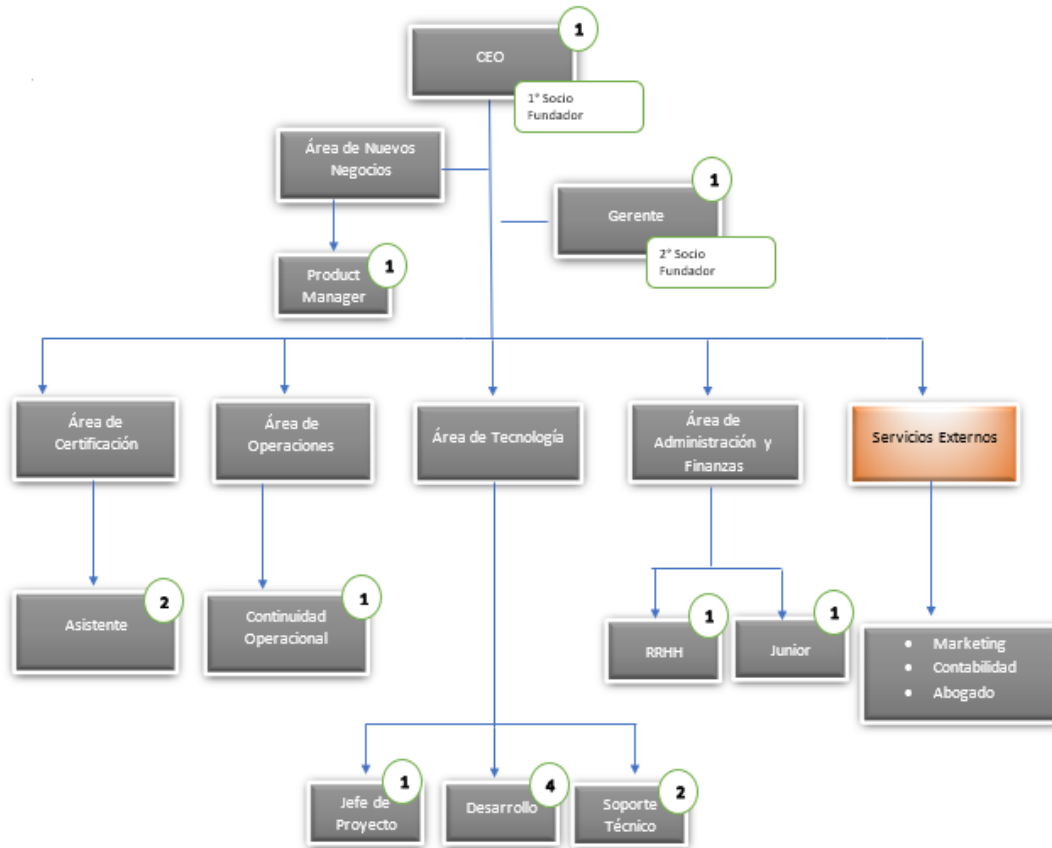 1
CEO
1° Socio
Fundador
Área de Nuevos
Negocios
1
Gerente
2° Socio
Fundador
1
Product
Manager
Área de
Certificación
Área de
Operaciones
Área de Tecnología
Área de
Administración y
Finanzas
Servicios Externos
2
Asistente
1
Continuidad
Operacional
1
RRHH
1
Junior
• Marketing
• Contabilidad
• Abogado
1
Jefe de
Proyecto
4
Desarrollo
2
Soporte
Técnico